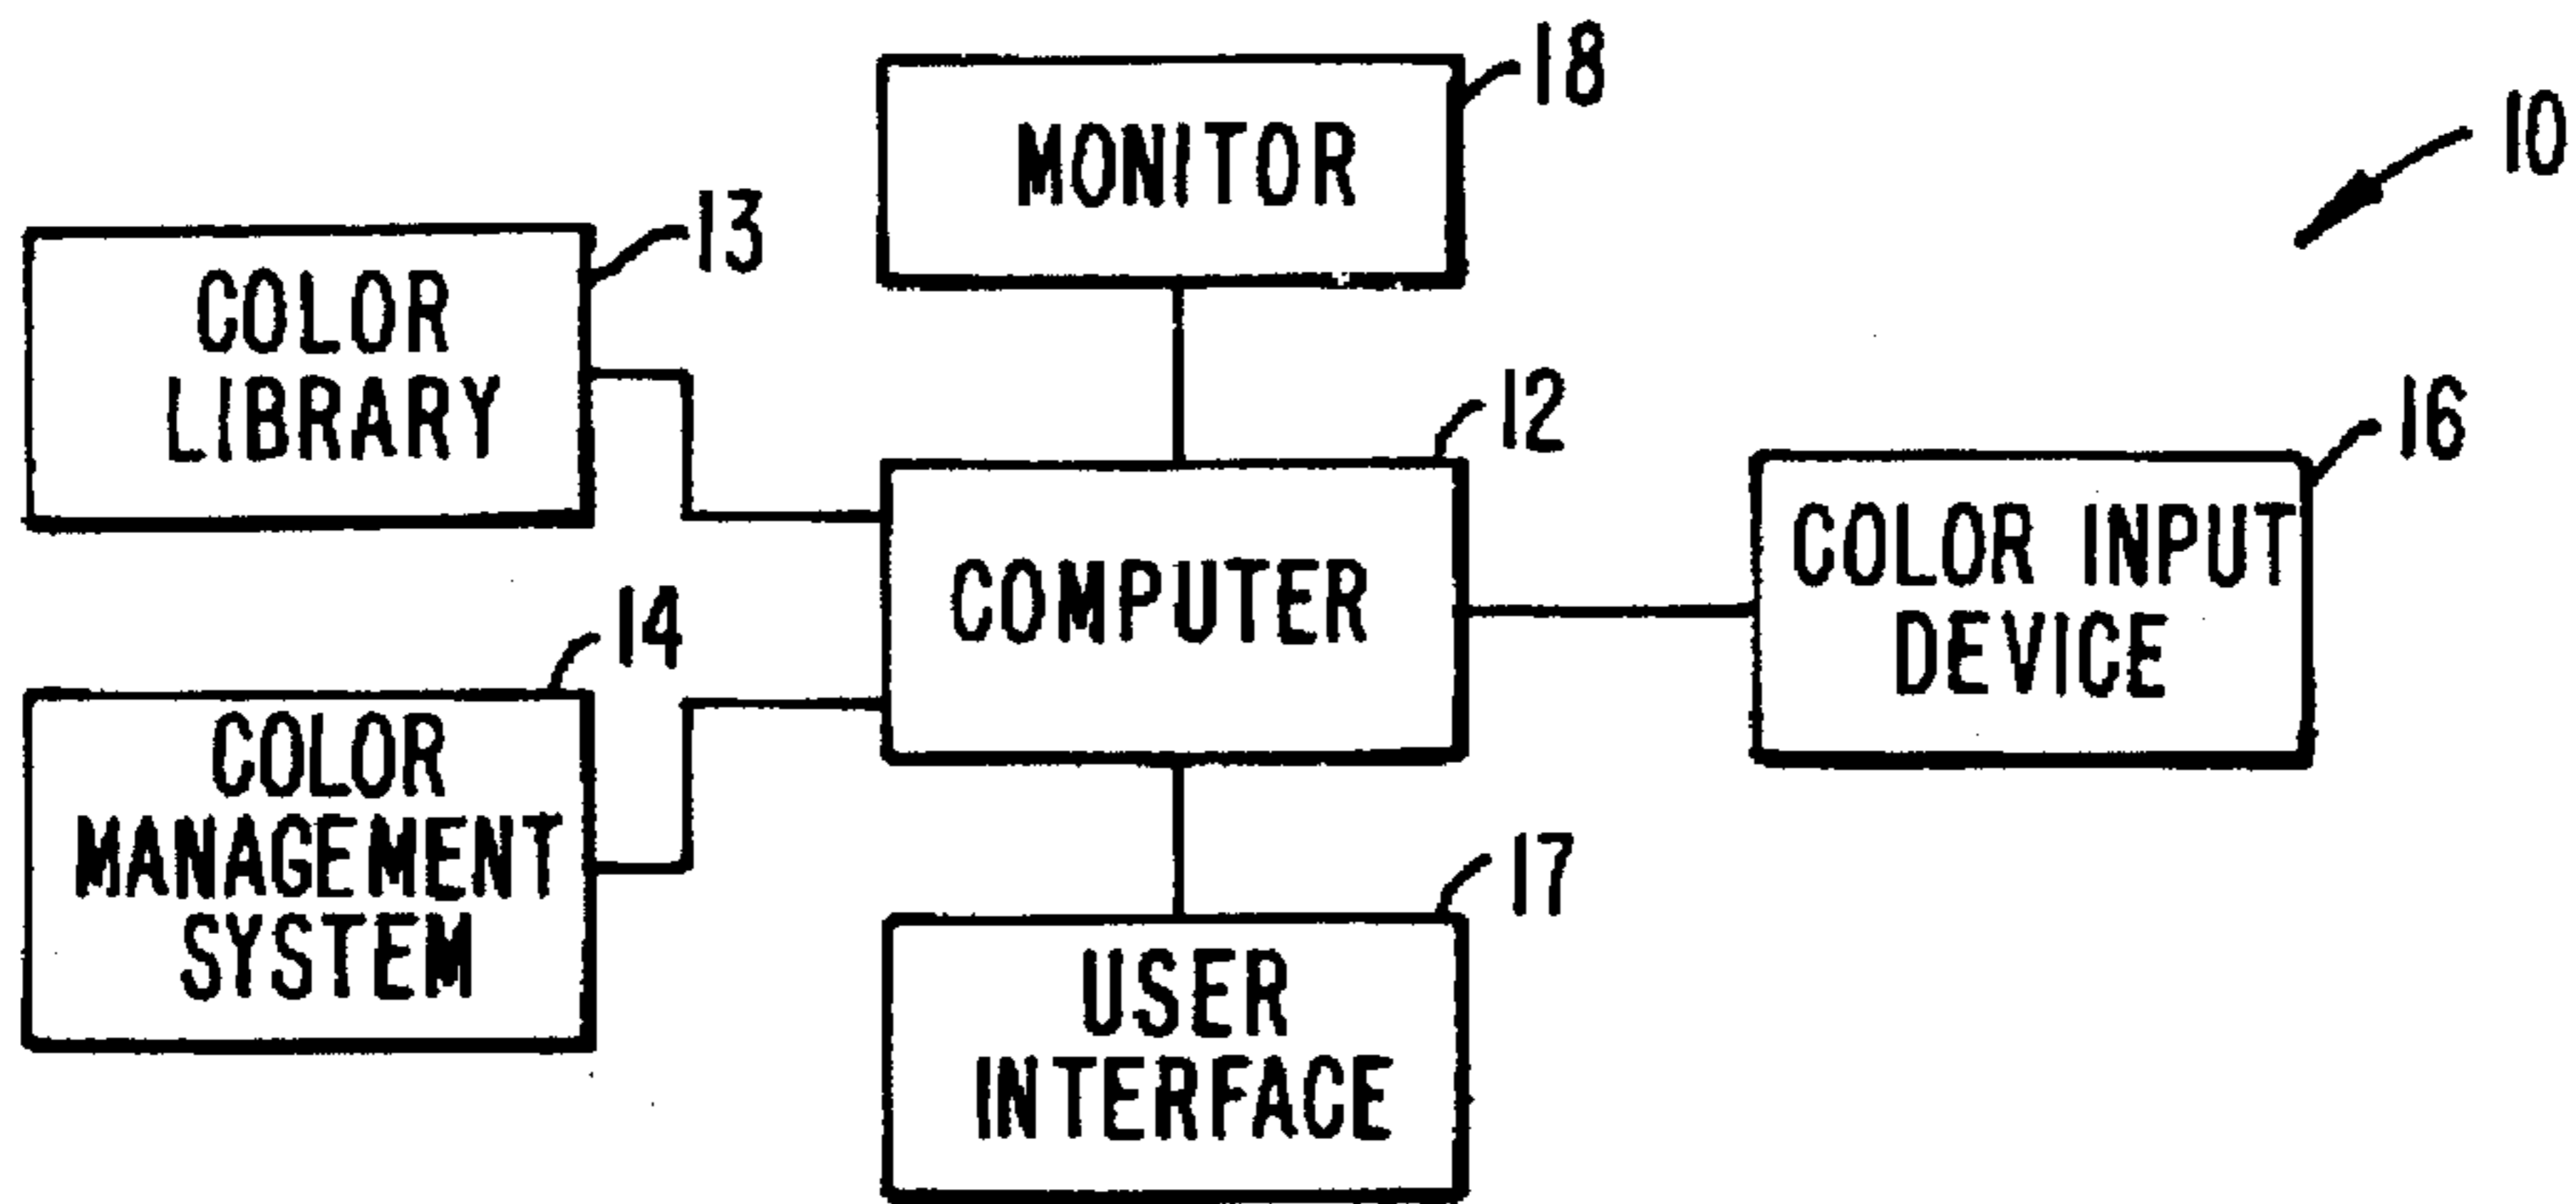 18
MONITOR
10
13
COLOR
LIBRARY
12
COMPUTER
16
COLOR INPUT
DEVICE
14
COLOR
MANAGEMENT
SYSTEM
17
USER
INTERFACE